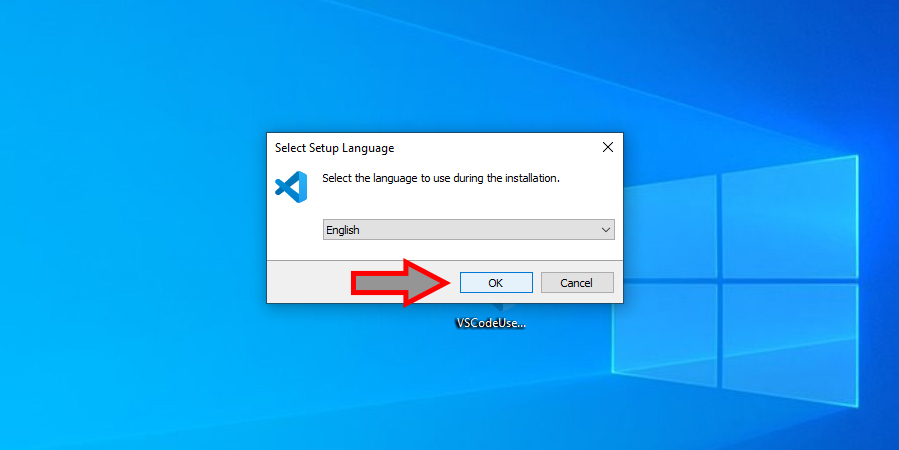 Select Setup Language
Select the language to use during the installation.
English
OK
Cancel
VSCodeUse...